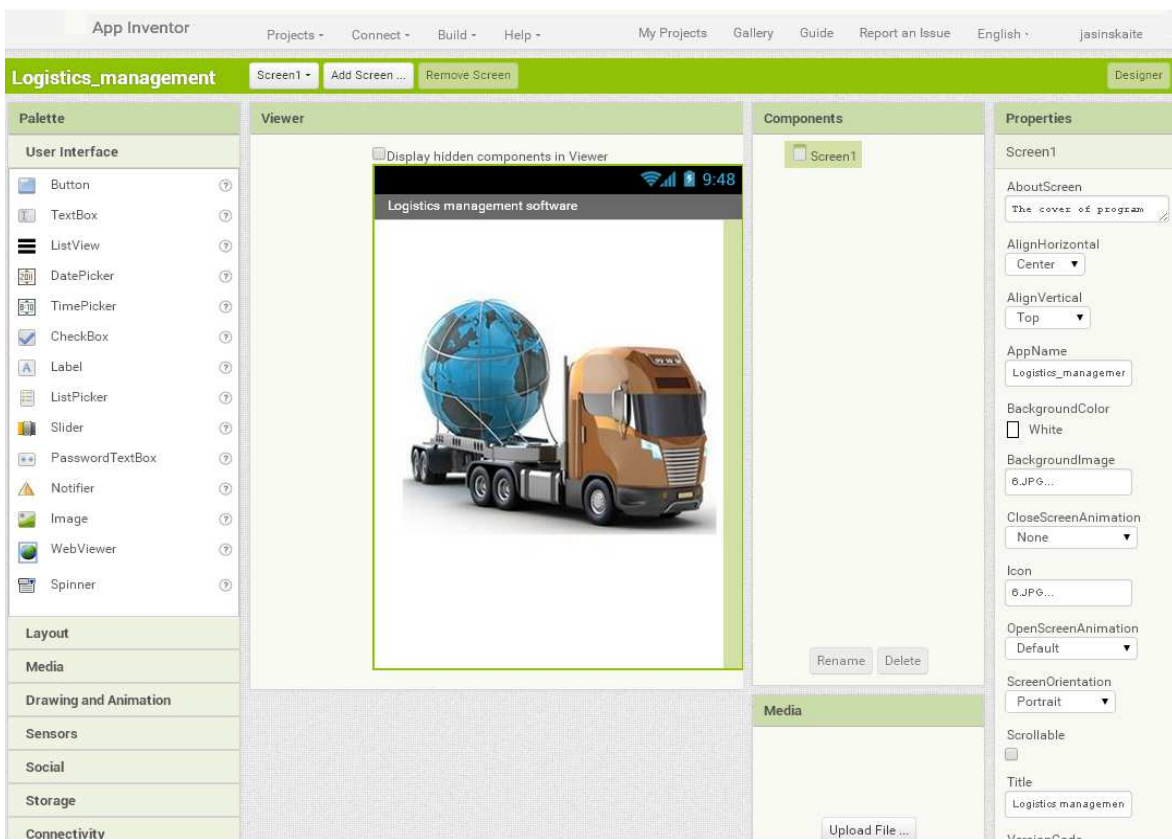 App Inventor
Projects Connect Build Help My Projects Gallery Guide Report an Issue English jasinskaite
Logistics_management Screen1 Add Screen ... Remove Screen Designer
Palette
User Interface
Button
TextBox
ListView
DatePicker
TimePicker
CheckBox
Label
ListPicker
Slider
PasswordTextBox
Notifier
Image
WebViewer
Spinner
Layout
Media
Drawing and Animation
Sensors
Social
Storage
Connectivity
Viewer
Display hidden components in Viewer
9:48
Logistics management software
Components
Screen1
Rename Delete
Media
Upload File ...
Properties
Screen1
AboutScreen
The cover of program
AlignHorizontal
Center
AlignVertical
Top
AppName
Logistics_managemer
BackgroundColor
White
BackgroundImage
6.JPG...
CloseScreenAnimation
None
Icon
6.JPG...
OpenScreenAnimation
Default
ScreenOrientation
Portrait
Scrollable
Title
Logistics managemen
VersionCode